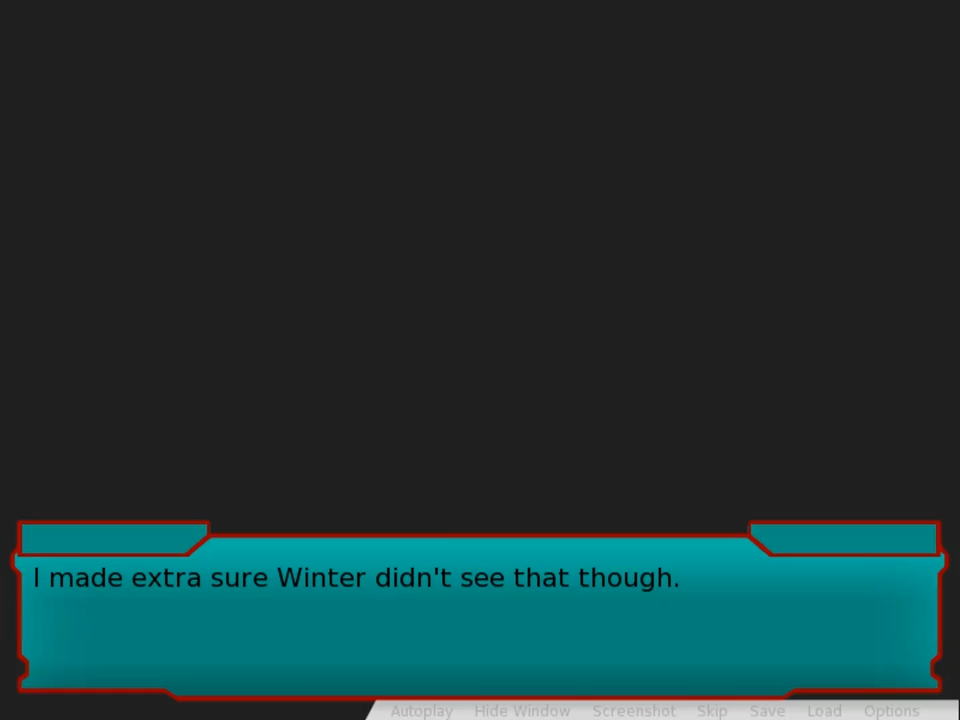 I made extra sure Winter didn't see that though.
Autoplay Hide Window Screenshot Skip Save Load Options